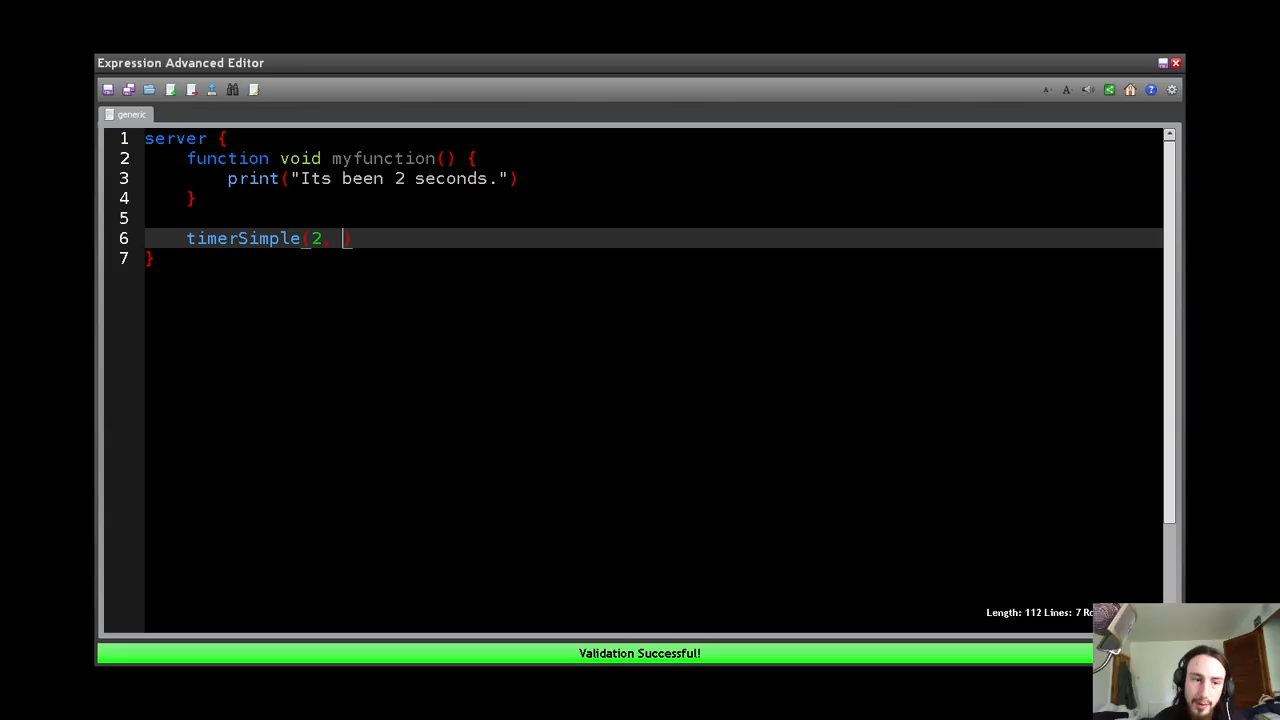 Expression Advanced Editor
generic
1 server {
2 function void myfunction() {
3 print("Its been 2 seconds.")
4 }
5
6 timerSimple(2, )
7 }
Length: 112 Lines: 7
Validation Successful!